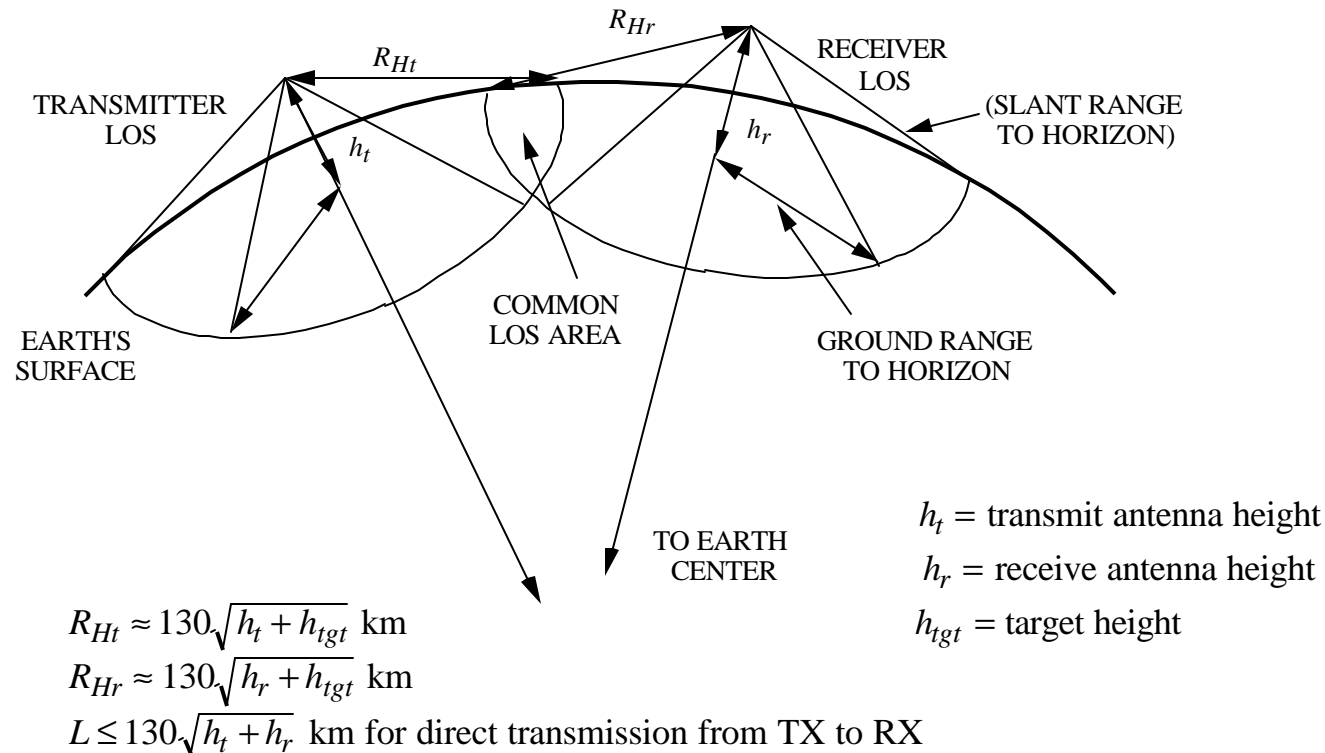 R_Hr
R_Ht
RECEIVER
LOS
TRANSMITTER
LOS
(SLANT RANGE
TO HORIZON)
h_t
h_r
COMMON
LOS AREA
EARTH'S
SURFACE
GROUND RANGE
TO HORIZON
TO EARTH
CENTER
h_t = transmit antenna height
h_r = receive antenna height
h_tgt = target height
R_Ht ≈ 130√(h_t + h_tgt) km
R_Hr ≈ 130√(h_r + h_tgt) km
L ≤ 130√(h_t + h_r) km for direct transmission from TX to RX